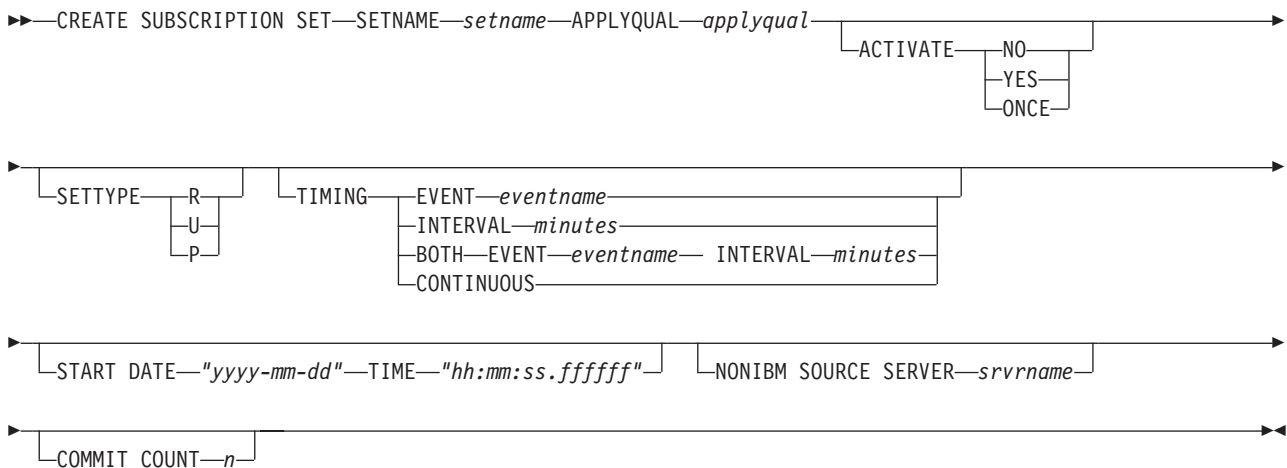 CREATE SUBSCRIPTION SET SETNAME setname APPLYQUAL applyqual
ACTIVATE NO
YES
ONCE
SETTYPE R
U
P
TIMING EVENT eventname
INTERVAL minutes
BOTH EVENT eventname INTERVAL minutes
CONTINUOUS
START DATE "yyyy-mm-dd" TIME "hh:mm:ss.ffffff" NONIBM SOURCE SERVER srvrname
COMMIT COUNT n